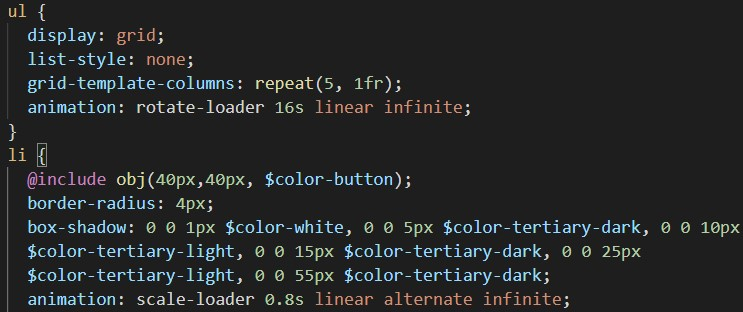 ul {
display: grid;
list-style: none;
grid-template-columns: repeat(5, 1fr);
animation: rotate-loader 16s linear infinite;
}
li {
@include obj(40px,40px, $color-button);
border-radius: 4px;
box-shadow: 0 0 1px $color-white, 0 0 5px $color-tertiary-dark, 0 0 10px
$color-tertiary-light, 0 0 15px $color-tertiary-dark, 0 0 25px
$color-tertiary-light, 0 0 55px $color-tertiary-dark;
animation: scale-loader 0.8s linear alternate infinite;